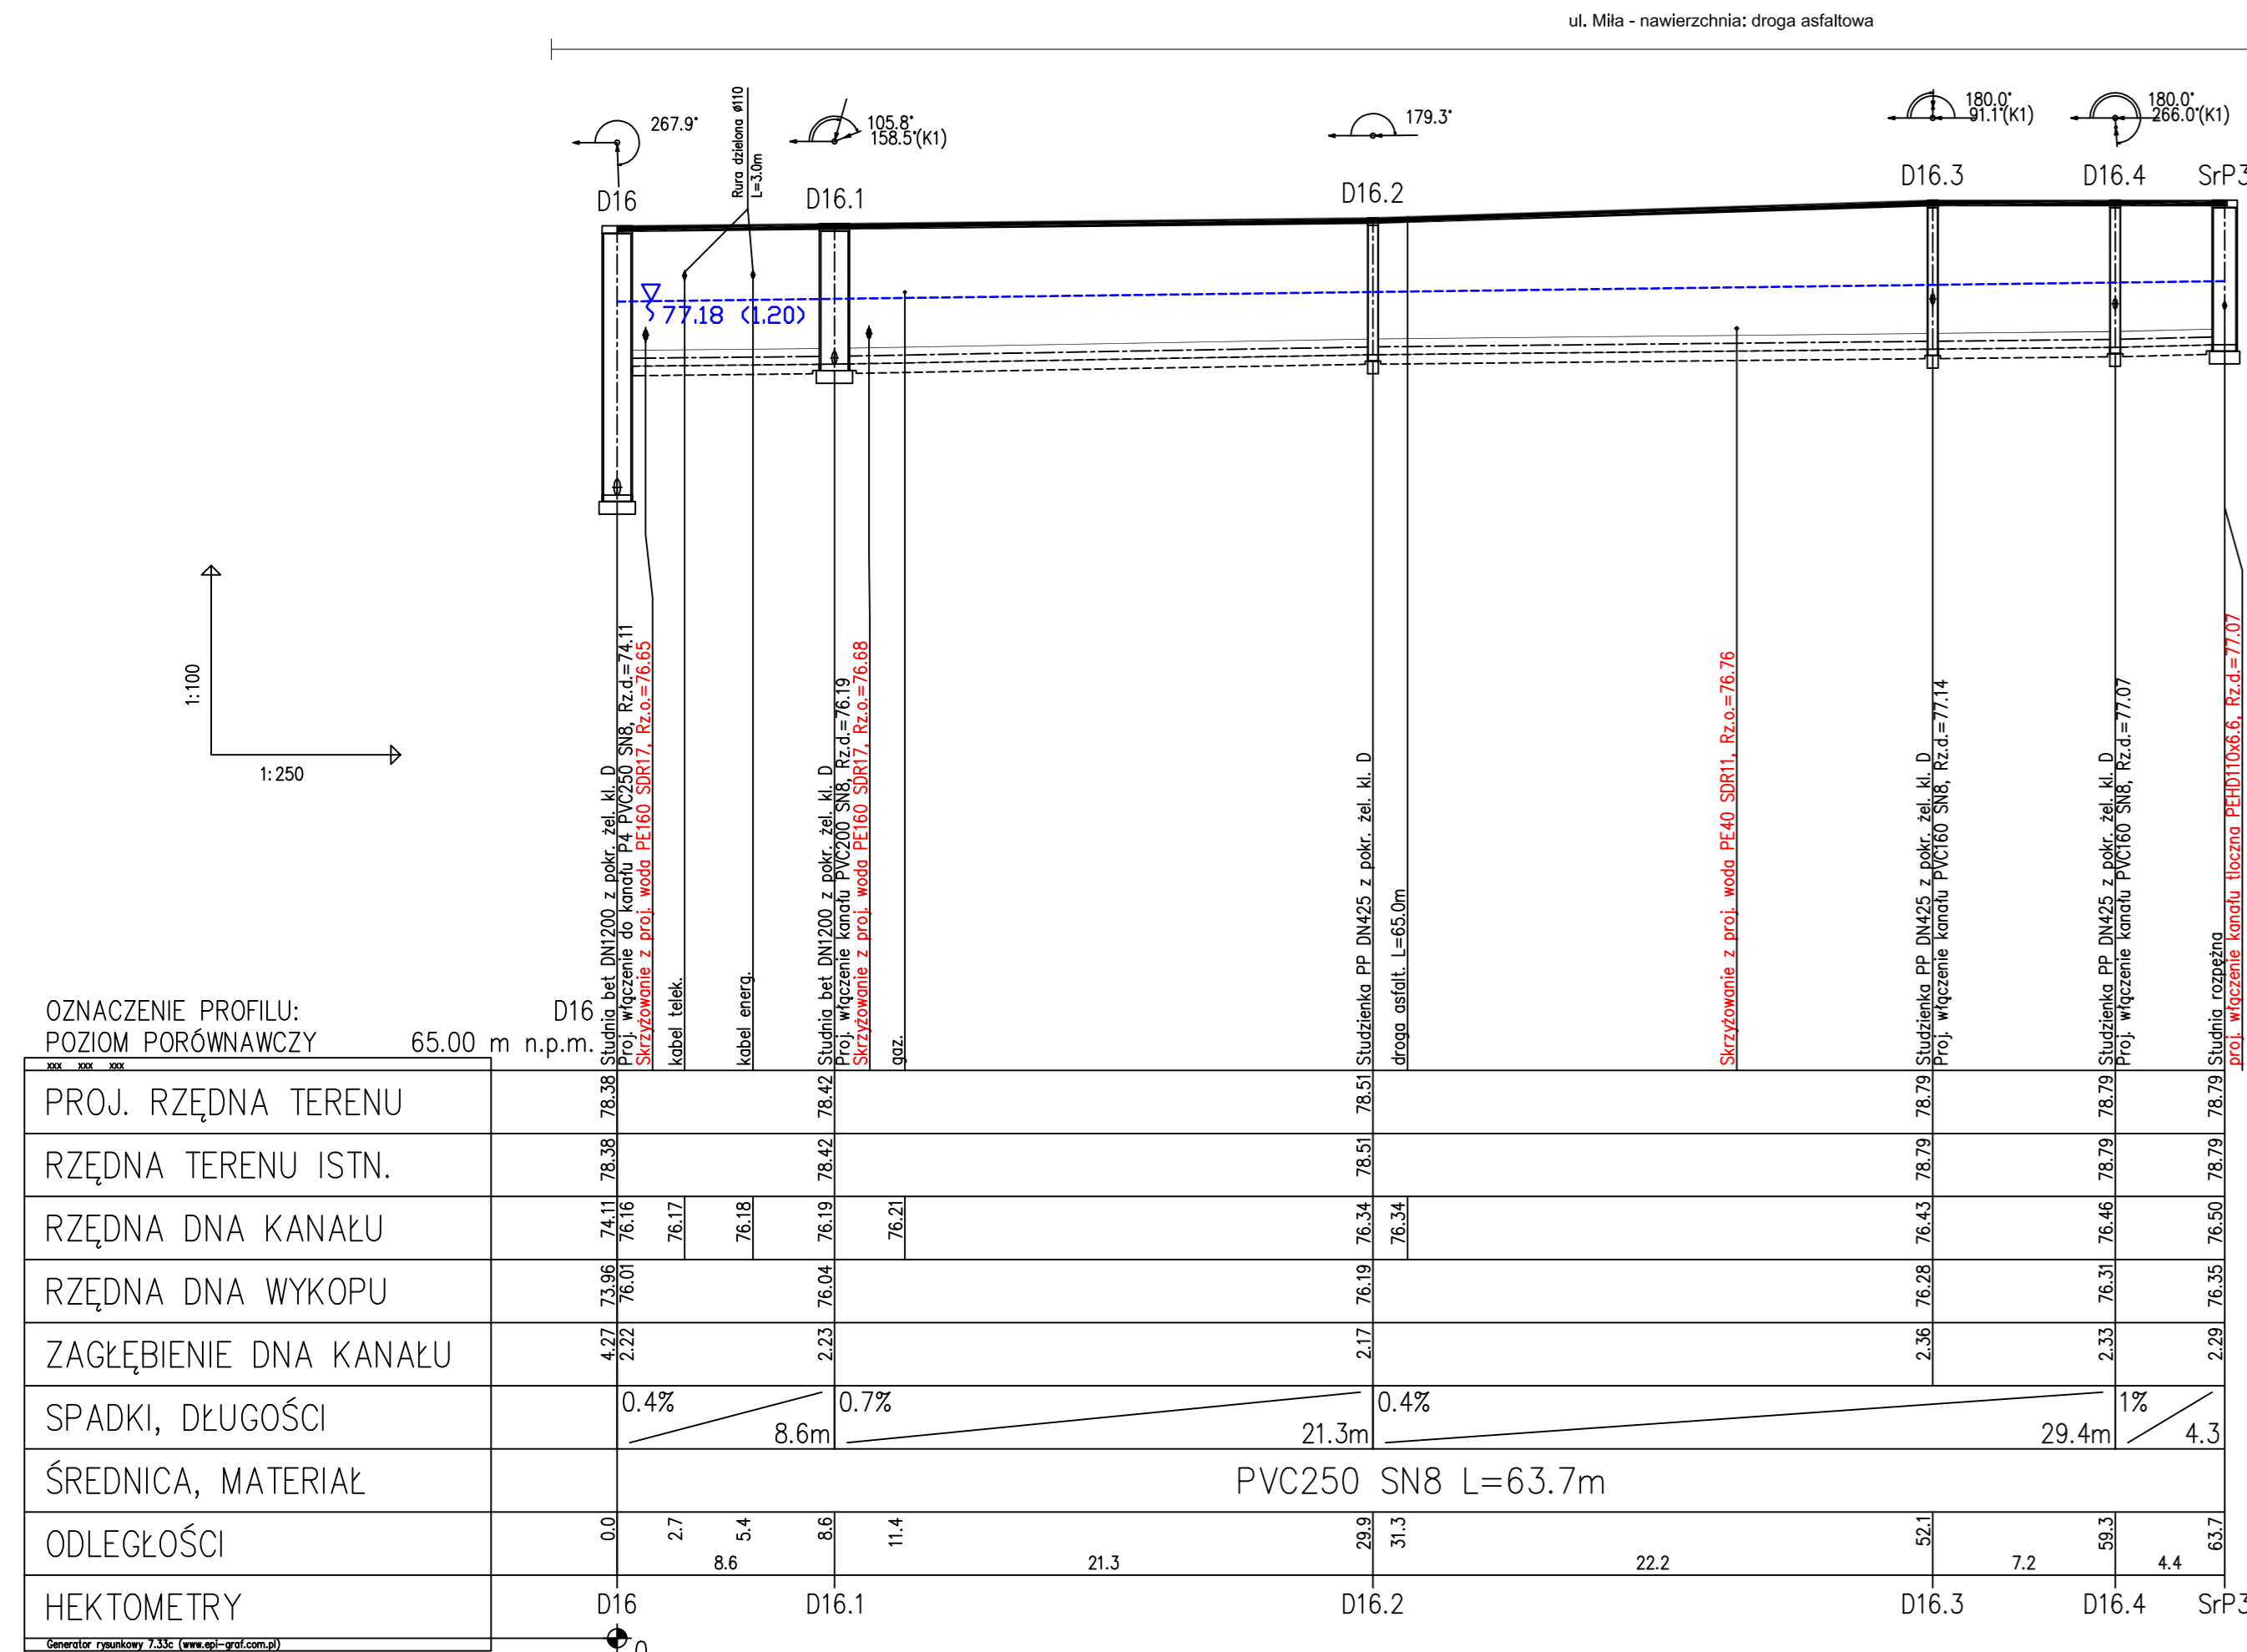 ul. Miła - nawierzchnia: droga asfaltowa
267.9°
Rura dzielona ø110
L=3.0m
105.8°
158.5°(K1)
179.3°
180.0°
91.1°(K1)
180.0°
266.0°(K1)
D16
D16.1
D16.2
D16.3
D16.4
SrP3
77.18 (1.20)
1:100
1:250
Studnia bet DN1200 z pokr. żel. kl. D
Proj. włączenie do kanału P4 PVC250 SN8, Rz.d.=74.11
Skrzyżowanie z proj. woda PE160 SDR17, Rz.o.=76.65
kabel telek.
kabel energ.
Studnia bet DN1200 z pokr. żel. kl. D
Proj. włączenie kanału PVC200 SN8, Rz.d.=76.19
Skrzyżowanie z proj. woda PE160 SDR17, Rz.o.=76.68
gaz.
Studzienka PP DN425 z pokr. żel. kl. D
droga asfalt. L=65.0m
Skrzyżowanie z proj. woda PE40 SDR11, Rz.o.=76.76
Studzienka PP DN425 z pokr. żel. kl. D
Proj. włączenie kanału PVC160 SN8, Rz.d.=77.14
Studzienka PP DN425 z pokr. żel. kl. D
Proj. włączenie kanału PVC160 SN8, Rz.d.=77.07
Studnia rozpężna
proj. włączenie kanału tłoczna PEHD110x6.6, Rz.d.=77.07
OZNACZENIE PROFILU: D16
POZIOM PORÓWNAWCZY 65.00 m n.p.m.
xxx xxx xxx
PROJ. RZĘDNA TERENU 78.38 78.42 78.51 78.79 78.79 78.79
RZĘDNA TERENU ISTN. 78.38 78.42 78.51 78.79 78.79 78.79
RZĘDNA DNA KANAŁU 74.11 76.16 76.17 76.18 76.19 76.21 76.34 76.34 76.43 76.46 76.50
RZĘDNA DNA WYKOPU 73.96 76.01 76.04 76.19 76.28 76.31 76.35
ZAGŁĘBIENIE DNA KANAŁU 4.27 2.22 2.23 2.17 2.36 2.33 2.29
SPADKI, DŁUGOŚCI 0.4% 8.6m 0.7% 21.3m 0.4% 29.4m 1% 4.3
ŚREDNICA, MATERIAŁ PVC250 SN8 L=63.7m
ODLEGŁOŚCI 0.0 2.7 5.4 8.6 11.4 29.9 31.3 52.1 59.3 63.7
8.6 21.3 22.2 7.2 4.4
HEKTOMETRY D16 D16.1 D16.2 D16.3 D16.4 SrP3
Generator rysunkowy 7.33c (www.epi-graf.com.pl)
0